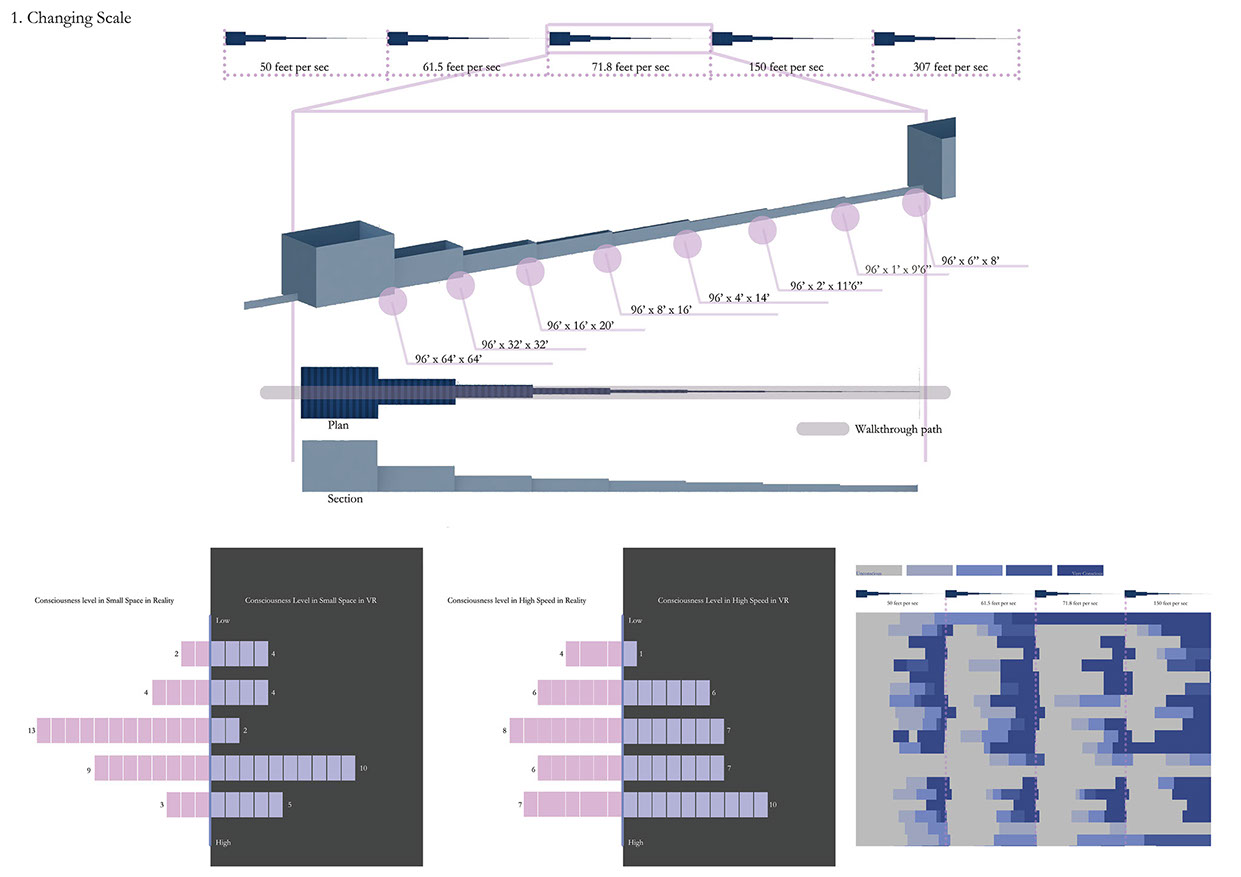 1. Changing Scale
50 feet per sec
61.5 feet per sec
71.8 feet per sec
150 feet per sec
307 feet per sec
96’ x 6” x 8’
96’ x 1’ x 9’6”
96’ x 2’ x 11’6”
96’ x 4’ x 14’
96’ x 8’ x 16’
96’ x 16’ x 20’
96’ x 32’ x 32’
96’ x 64’ x 64’
Plan
Walkthrough path
Section
Consciousness level in Small Space in Reality
Consciousness Level in Small Space in VR
Low
2 4
4 4
13 2
9 10
3 5
High
Consciousness level in High Speed in Reality
Consciousness Level in High Speed in VR
Low
4 1
6 6
8 7
6 7
7 10
High
Unconscious
Very Conscious
50 feet per sec
61.5 feet per sec
71.8 feet per sec
150 feet per sec